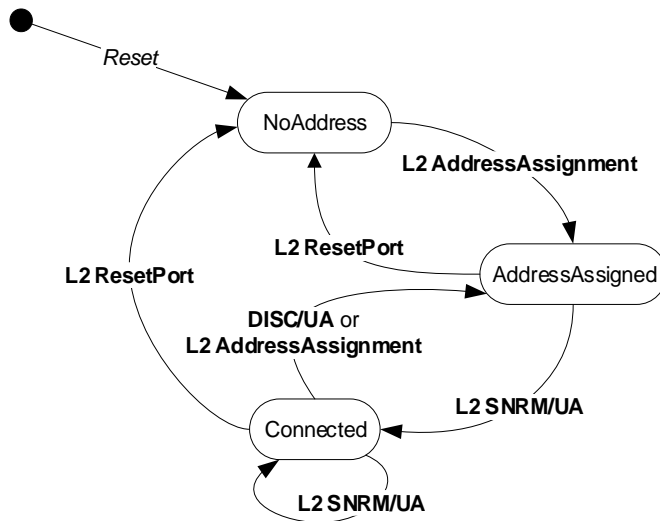 Reset
NoAddress
L2 AddressAssignment
L2 ResetPort
L2 ResetPort
AddressAssigned
DISC/UA or
L2 AddressAssignment
L2 SNRM/UA
Connected
L2 SNRM/UA